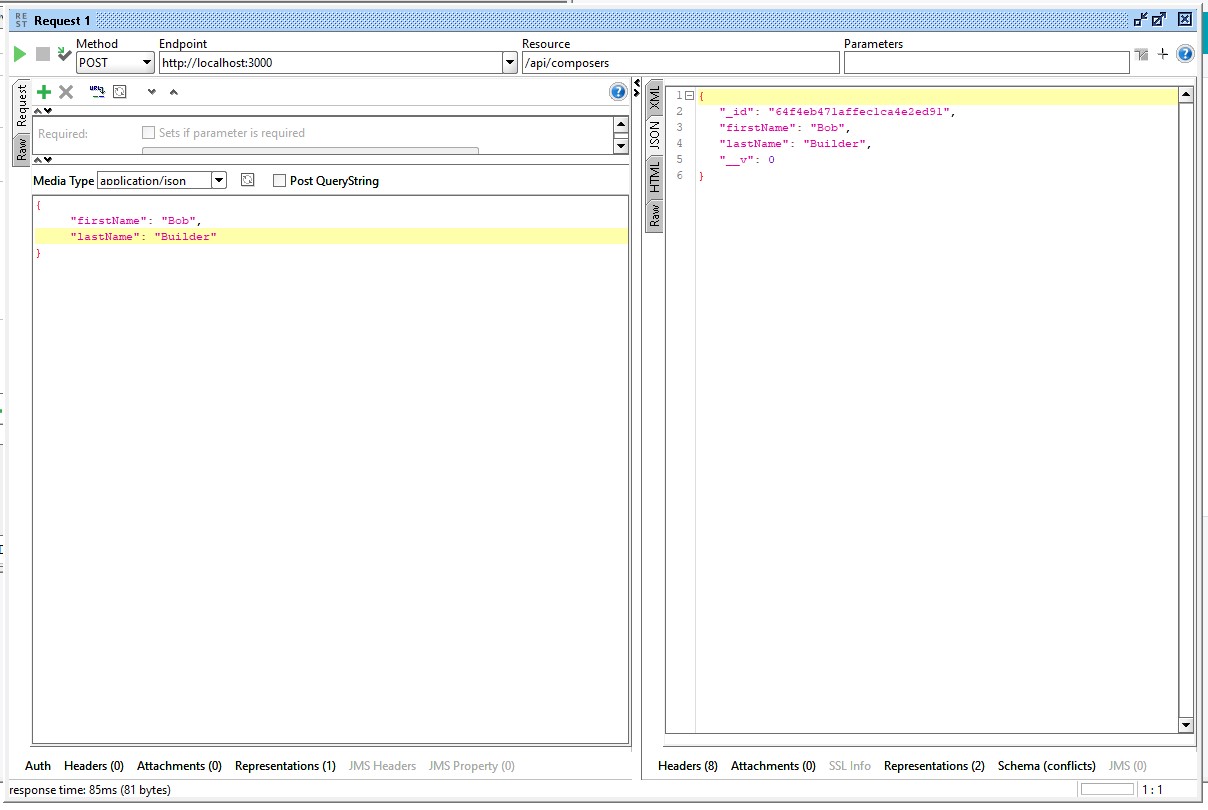 RE
ST
Request 1
Method
Endpoint
Resource
Parameters
POST
http://localhost:3000
/api/composers
Request
Raw
URL
Required:
Sets if parameter is required
Media Type
application/json
Post QueryString
{
"firstName": "Bob",
"lastName": "Builder"
}
XML
JSON
HTML
Raw
1 {
2 "_id": "64f4eb471affec1ca4e2ed91",
3 "firstName": "Bob",
4 "lastName": "Builder",
5 "__v": 0
6 }
Auth Headers (0) Attachments (0) Representations (1) JMS Headers JMS Property (0)
Headers (8) Attachments (0) SSL Info Representations (2) Schema (conflicts) JMS (0)
response time: 85ms (81 bytes)
1 : 1